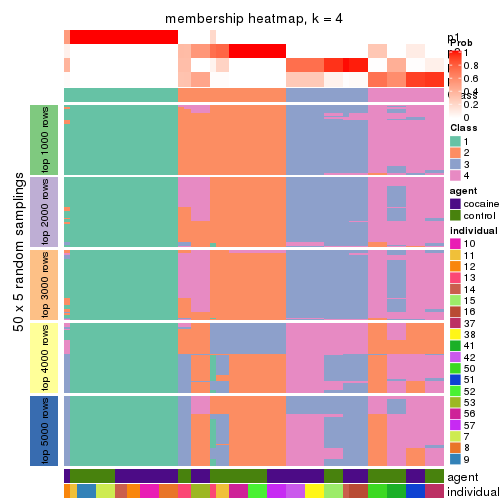 membership heatmap, k = 4
p1
p2
Prob
1
0.8
0.6
0.4
0.2
0
Class
1
2
3
4
50 x 5 random samplings
top 1000 rows
top 2000 rows
top 3000 rows
top 4000 rows
top 5000 rows
agent
cocaine
control
individual
10
11
12
13
14
15
16
37
38
41
42
50
51
52
53
56
57
7
8
9
agent
individual